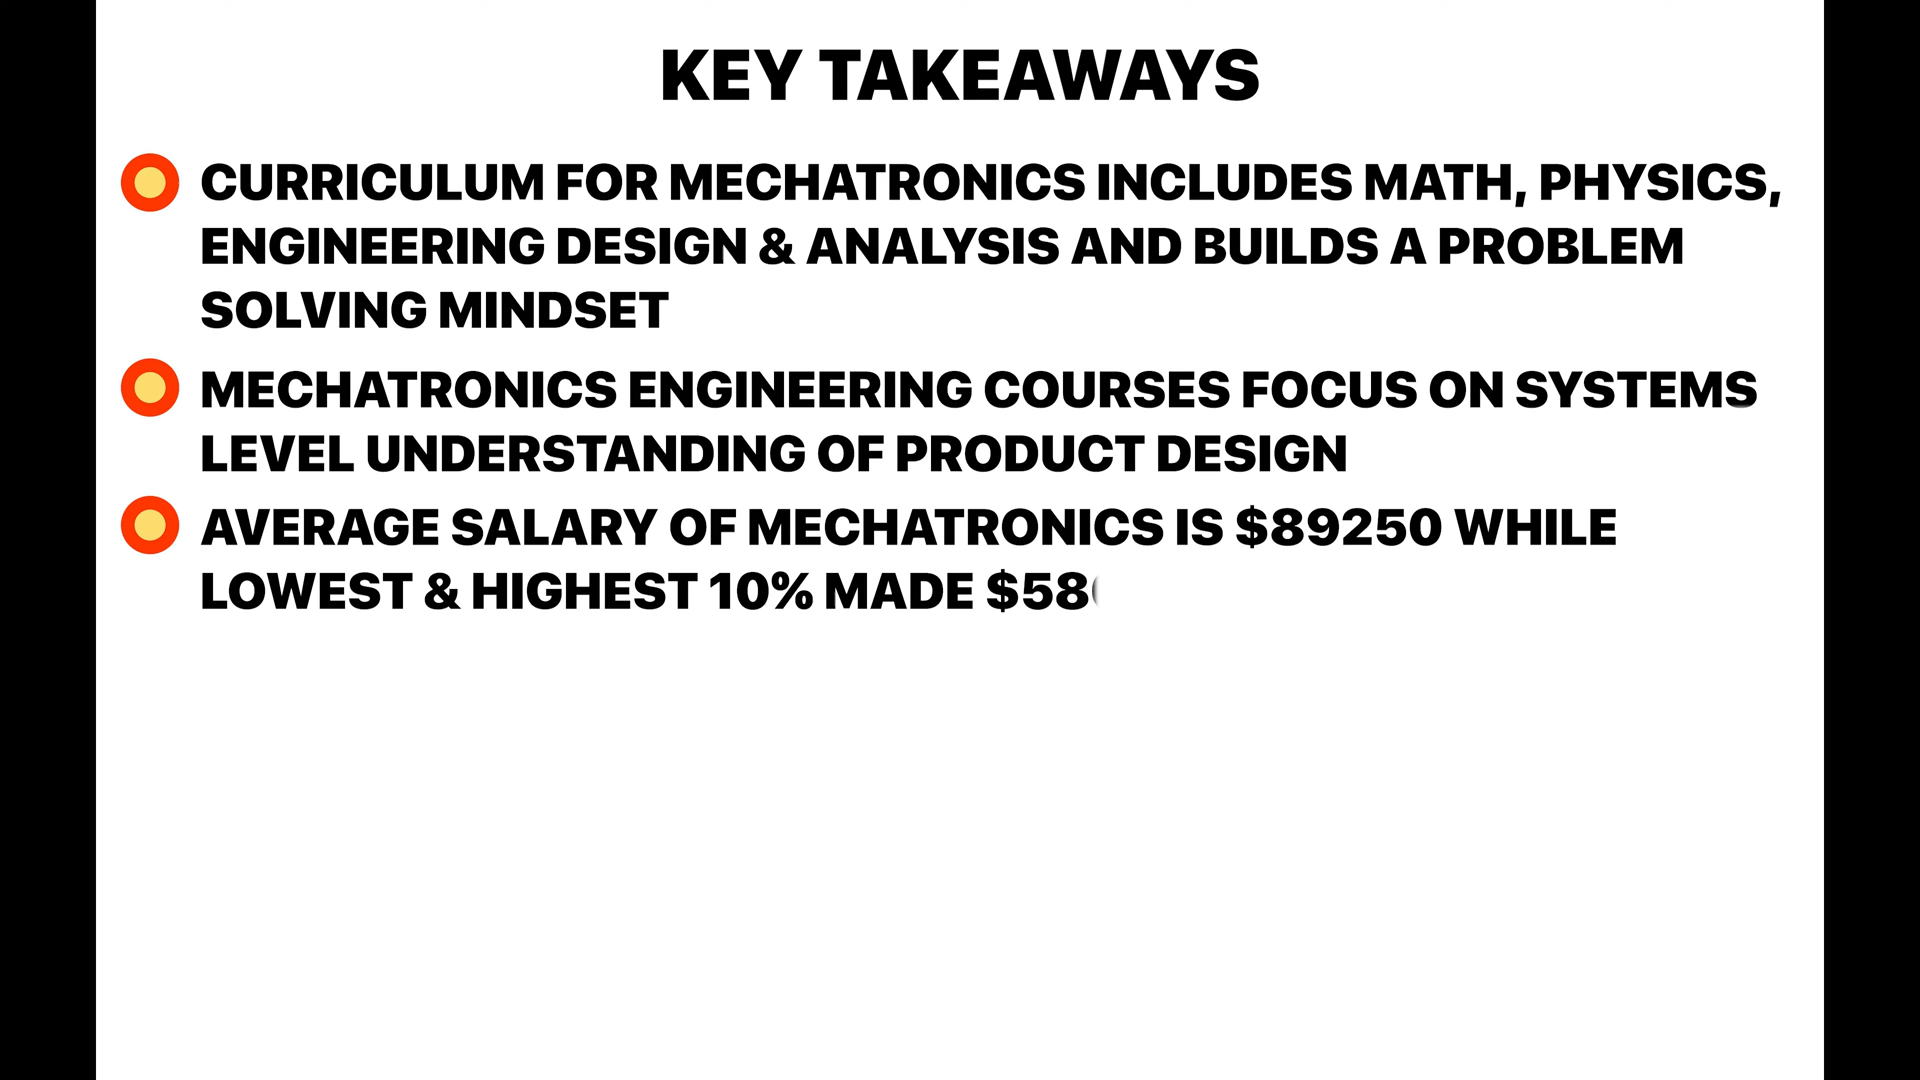 KEY TAKEAWAYS
CURRICULUM FOR MECHATRONICS INCLUDES MATH, PHYSICS,
ENGINEERING DESIGN & ANALYSIS AND BUILDS A PROBLEM
SOLVING MINDSET
MECHATRONICS ENGINEERING COURSES FOCUS ON SYSTEMS
LEVEL UNDERSTANDING OF PRODUCT DESIGN
AVERAGE SALARY OF MECHATRONICS IS $89250 WHILE
LOWEST & HIGHEST 10% MADE